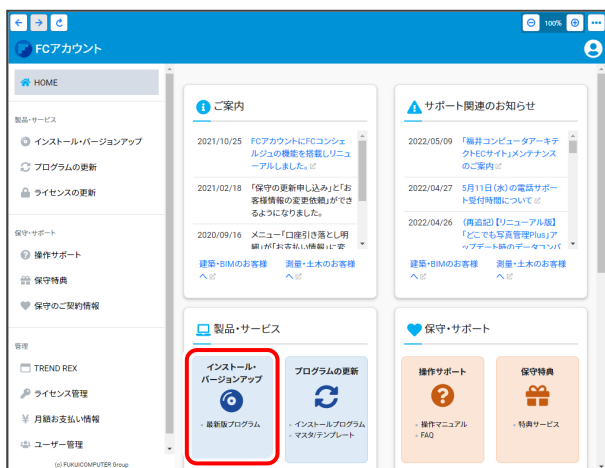 100%
FCアカウント
HOME
製品・サービス
インストール・バージョンアップ
プログラムの更新
ライセンスの更新
保守・サポート
操作サポート
保守特典
保守のご契約情報
管理
TREND REX
ライセンス管理
月額お支払い情報
ユーザー管理
(c) FUKUICOMPUTER Group
ご案内
2021/10/25 FCアカウントにFCコンシェ
ルジュの機能を搭載しリニュ
ーアルしました。
2021/02/18 「保守の更新申し込み」と「お
客様情報の変更依頼」ができ
るようになりました。
2020/09/16 メニュー「口座引き落とし明
細」が「お支払い情報」に変
建築・BIMのお客様
へ
測量・土木のお客様
へ
サポート関連のお知らせ
2022/05/09 「福井コンピュータアーキテ
クトECサイト」メンテナンス
のご案内
2022/04/27 5月11日(水)の電話サポー
ト受付時間について
2022/04/26 (再追記)【リニューアル版】
「どこでも写真管理Plus」ア
ップデート時のデータコンバ
建築・BIMのお客様
へ
測量・土木のお客様
へ
製品・サービス
インストール・
バージョンアップ
最新版プログラム
プログラムの更新
インストールプログラム
マスタ/テンプレート
保守・サポート
操作サポート
操作マニュアル
FAQ
保守特典
特典サービス